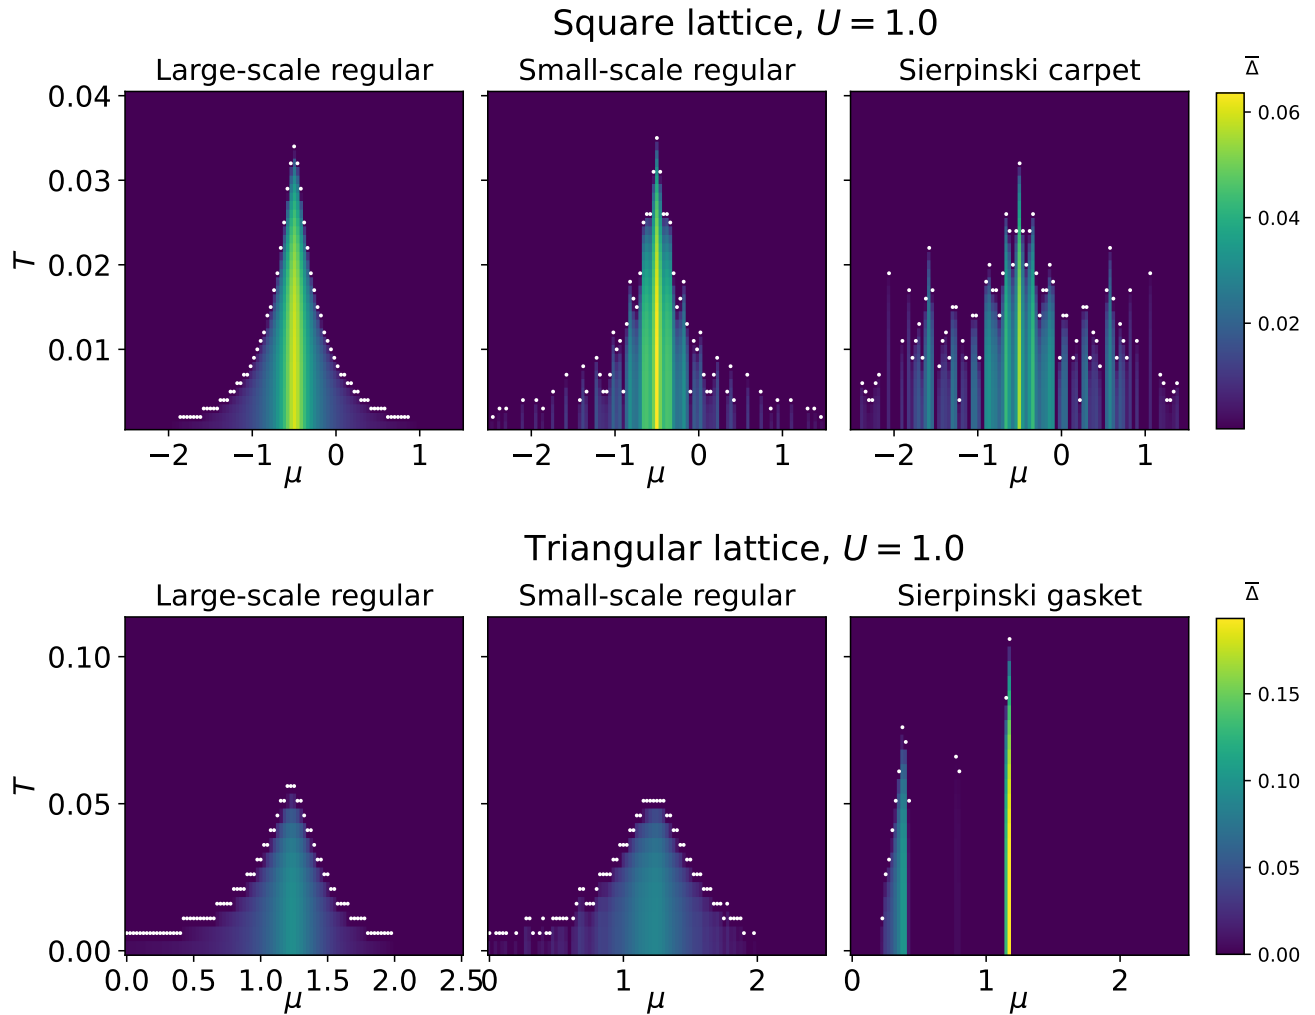 Square lattice, U = 1.0
Large-scale regular
Small-scale regular
Sierpinski carpet
Δ̅
0.04
0.03
0.02
0.01
T
−2 −1 0 1
μ
−2 −1 0 1
μ
−2 −1 0 1
μ
0.06
0.04
0.02
Triangular lattice, U = 1.0
Large-scale regular
Small-scale regular
Sierpinski gasket
Δ̅
0.10
0.05
0.00
T
0.0 0.5 1.0 1.5 2.0 2.5
μ
0 1 2
μ
0 1 2
μ
0.15
0.10
0.05
0.00